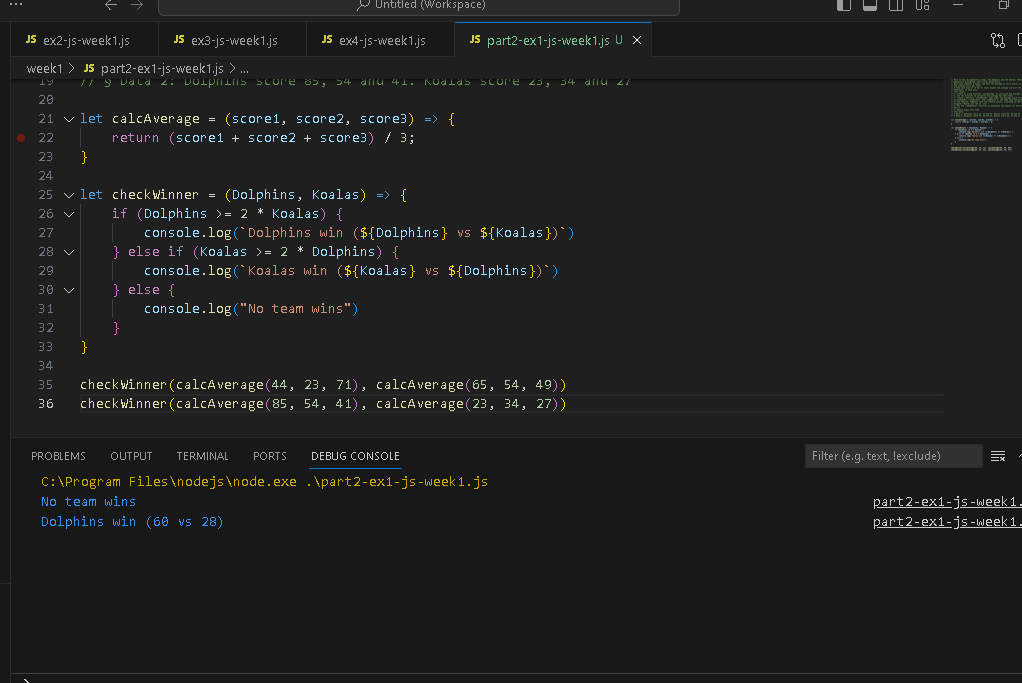 Untitled (Workspace)
JS ex2-js-week1.js JS ex3-js-week1.js JS ex4-js-week1.js JS part2-ex1-js-week1.js U
week1 > JS part2-ex1-js-week1.js > ...
19 // § Data 2: Dolphins score 85, 54 and 41. Koalas score 23, 34 and 27
20
21 let calcAverage = (score1, score2, score3) => {
22 return (score1 + score2 + score3) / 3;
23 }
24
25 let checkWinner = (Dolphins, Koalas) => {
26 if (Dolphins >= 2 * Koalas) {
27 console.log(`Dolphins win (${Dolphins} vs ${Koalas})`)
28 } else if (Koalas >= 2 * Dolphins) {
29 console.log(`Koalas win (${Koalas} vs ${Dolphins})`)
30 } else {
31 console.log("No team wins")
32 }
33 }
34
35 checkWinner(calcAverage(44, 23, 71), calcAverage(65, 54, 49))
36 checkWinner(calcAverage(85, 54, 41), calcAverage(23, 34, 27))
PROBLEMS OUTPUT TERMINAL PORTS DEBUG CONSOLE Filter (e.g. text, !exclude)
C:\Program Files\nodejs\node.exe .\part2-ex1-js-week1.js
No team wins part2-ex1-js-week1.
Dolphins win (60 vs 28) part2-ex1-js-week1.